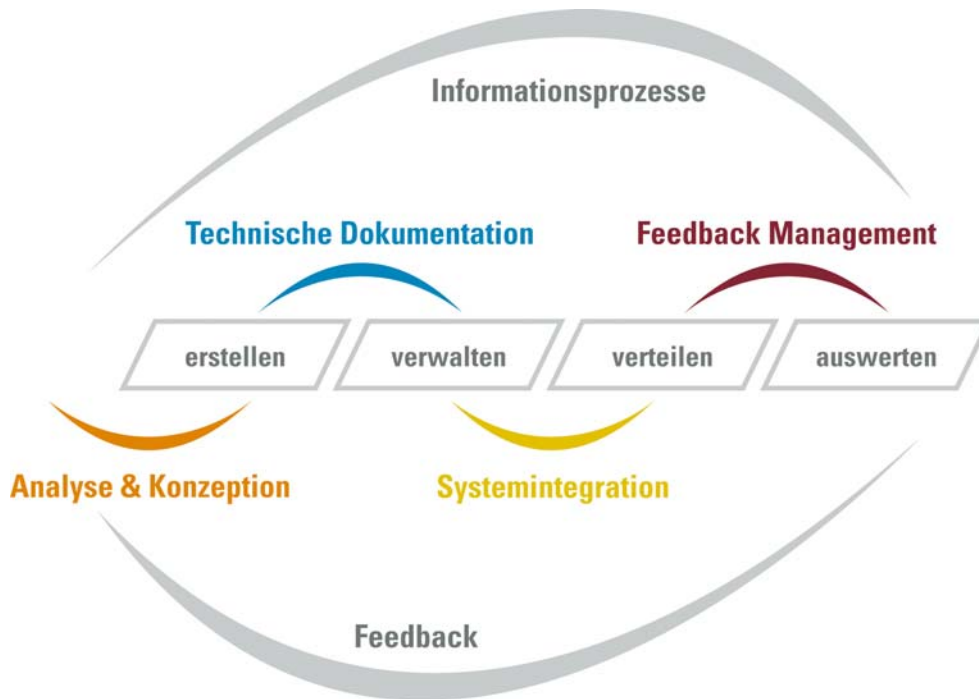 Informationsprozesse
Technische Dokumentation
Feedback Management
erstellen
verwalten
verteilen
auswerten
Analyse & Konzeption
Systemintegration
Feedback